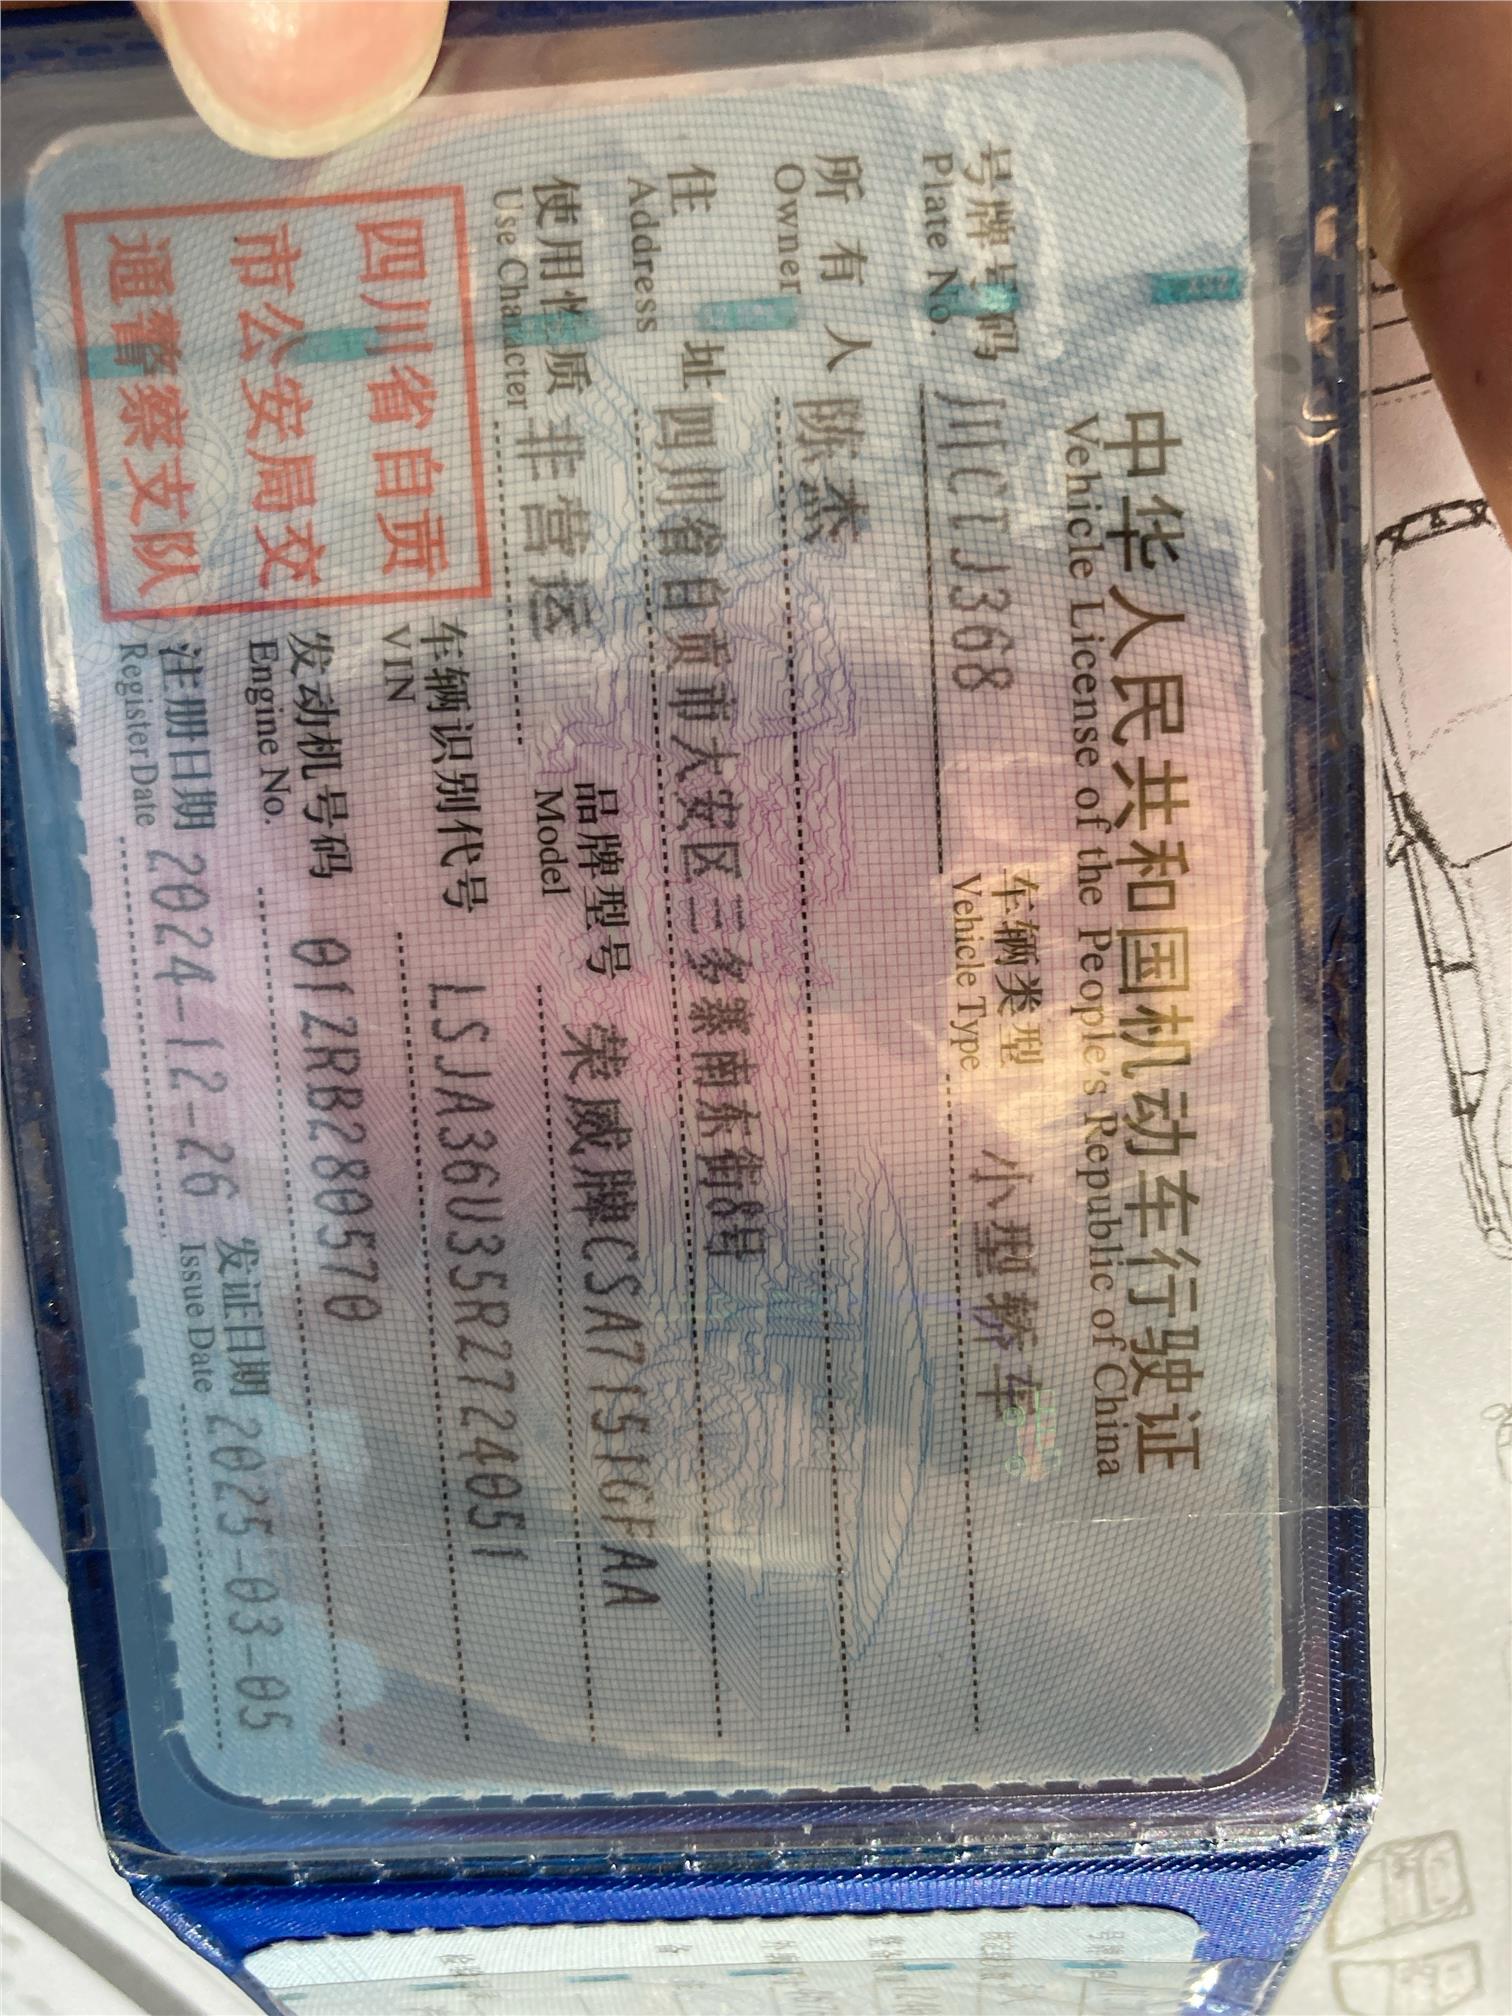 中华人民共和国机动车行驶证
Vehicle License of the People's Republic of China
号牌号码 川CTJ368 车辆类型 小型轿车
Plate No. Vehicle Type
所有人 陈杰
Owner
住址 四川省自贡市大安区三多寨南东街8号
Address
使用性质 非营运 品牌型号 荣威牌CSA7151GFAA
Use Character Model
四川省自贡
市公安局交
通警察支队
车辆识别代号 LSJA36U35R2724051
VIN
发动机号码 01ZRB280570
Engine No.
注册日期 2024-12-26 发证日期 2025-03-05
Register Date Issue Date